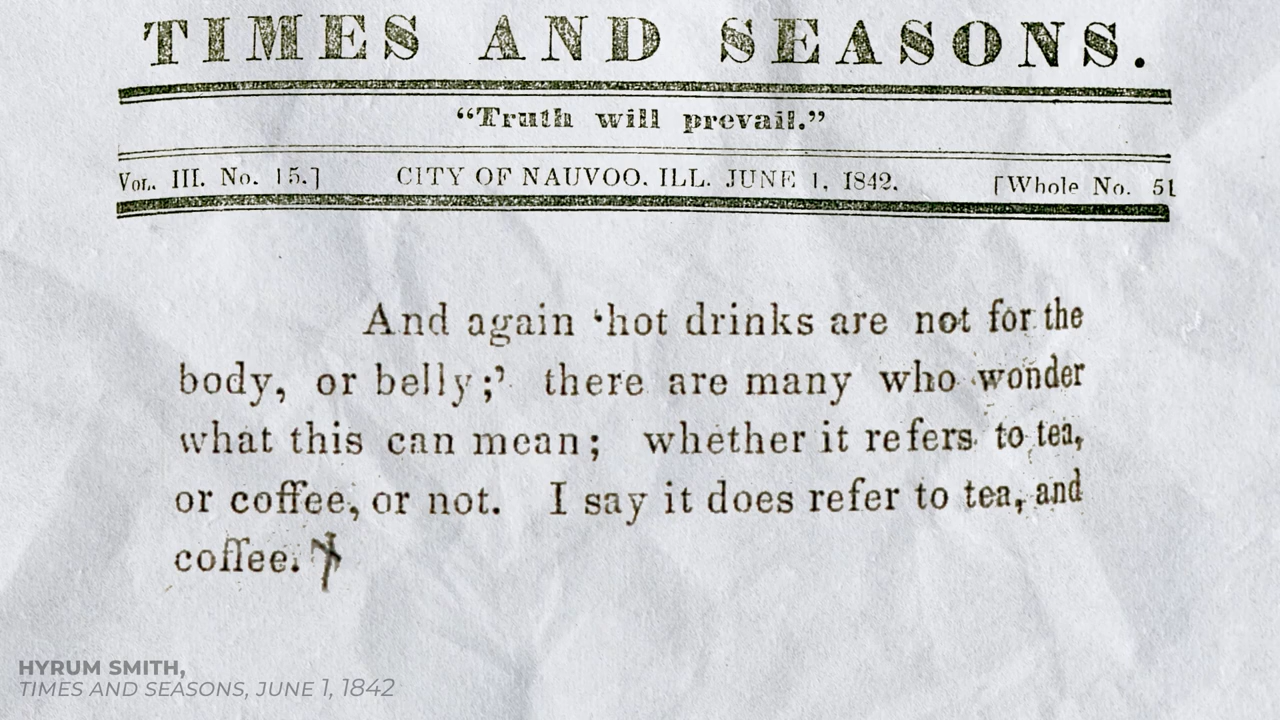 TIMES AND SEASONS.
“Truth will prevail.”
Vol. III. No. 15.] CITY OF NAUVOO, ILL. JUNE 1, 1842. [Whole No. 51
And again ‘hot drinks are not for the
body, or belly;’ there are many who wonder
what this can mean; whether it refers to tea,
or coffee, or not. I say it does refer to tea, and
coffee.
HYRUM SMITH,
TIMES AND SEASONS, JUNE 1, 1842